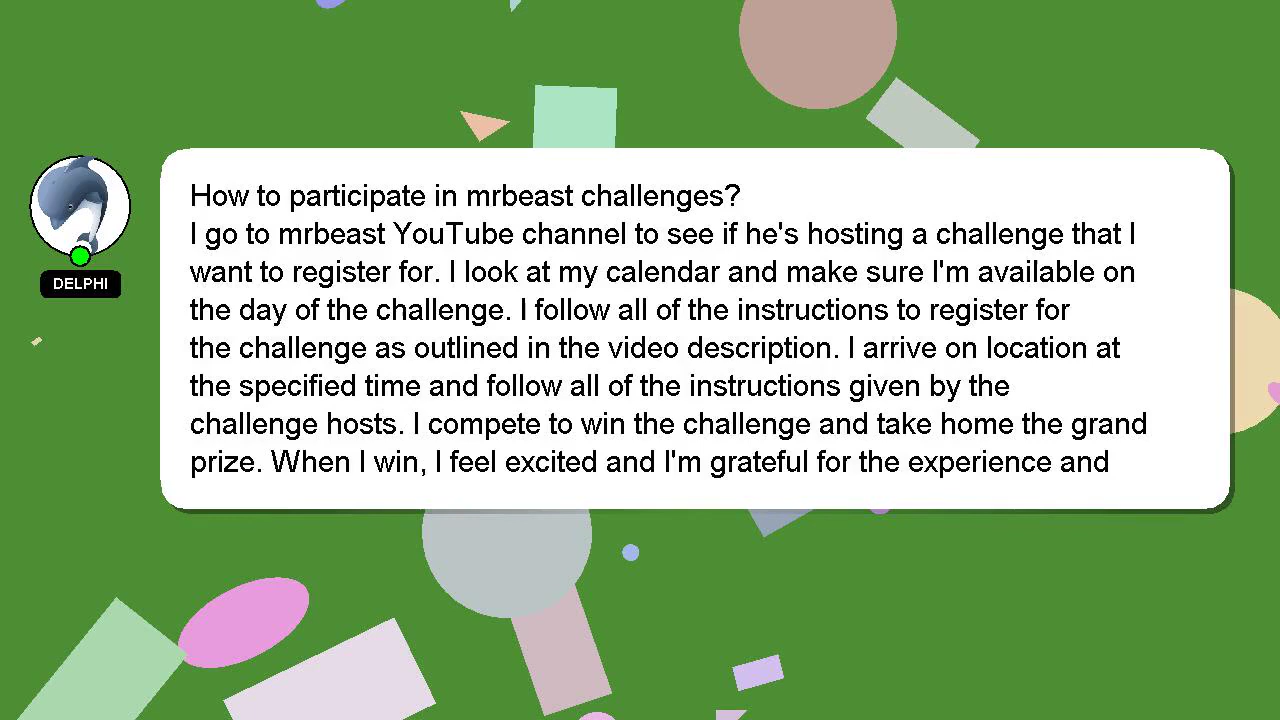 How to participate in mrbeast challenges?
I go to mrbeast YouTube channel to see if he's hosting a challenge that I
want to register for. I look at my calendar and make sure I'm available on
the day of the challenge. I follow all of the instructions to register for
the challenge as outlined in the video description. I arrive on location at
the specified time and follow all of the instructions given by the
challenge hosts. I compete to win the challenge and take home the grand
prize. When I win, I feel excited and I'm grateful for the experience and
DELPHI